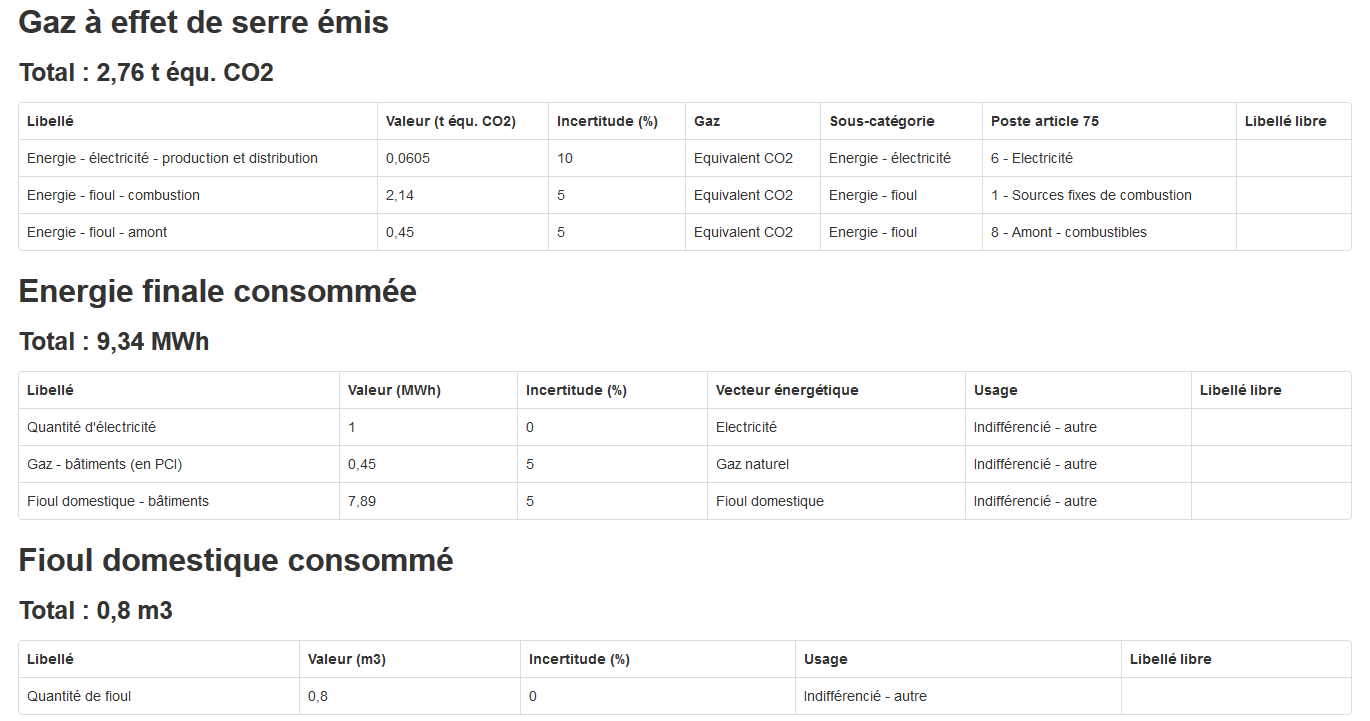 Gaz à effet de serre émis
Total : 2,76 t équ. CO2
Libellé Valeur (t équ. CO2) Incertitude (%) Gaz Sous-catégorie Poste article 75 Libellé libre
Energie - électricité - production et distribution 0,0605 10 Equivalent CO2 Energie - électricité 6 - Electricité
Energie - fioul - combustion 2,14 5 Equivalent CO2 Energie - fioul 1 - Sources fixes de combustion
Energie - fioul - amont 0,45 5 Equivalent CO2 Energie - fioul 8 - Amont - combustibles
Energie finale consommée
Total : 9,34 MWh
Libellé Valeur (MWh) Incertitude (%) Vecteur énergétique Usage Libellé libre
Quantité d'électricité 1 0 Electricité Indifférencié - autre
Gaz - bâtiments (en PCI) 0,45 5 Gaz naturel Indifférencié - autre
Fioul domestique - bâtiments 7,89 5 Fioul domestique Indifférencié - autre
Fioul domestique consommé
Total : 0,8 m3
Libellé Valeur (m3) Incertitude (%) Usage Libellé libre
Quantité de fioul 0,8 0 Indifférencié - autre